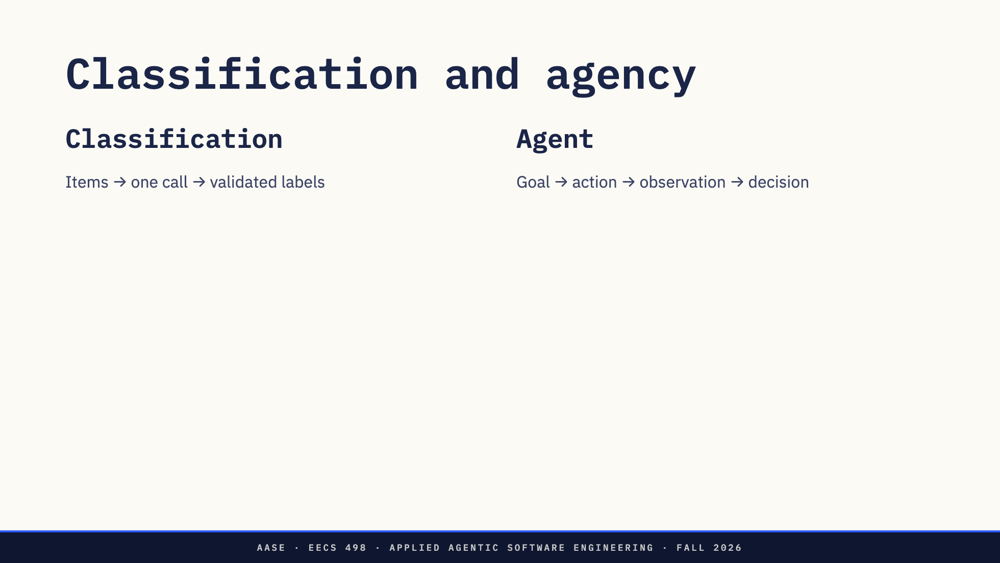 Classification and agency
Classification
Items → one call → validated labels
Agent
Goal → action → observation → decision
AASE · EECS 498 · APPLIED AGENTIC SOFTWARE ENGINEERING · FALL 2026